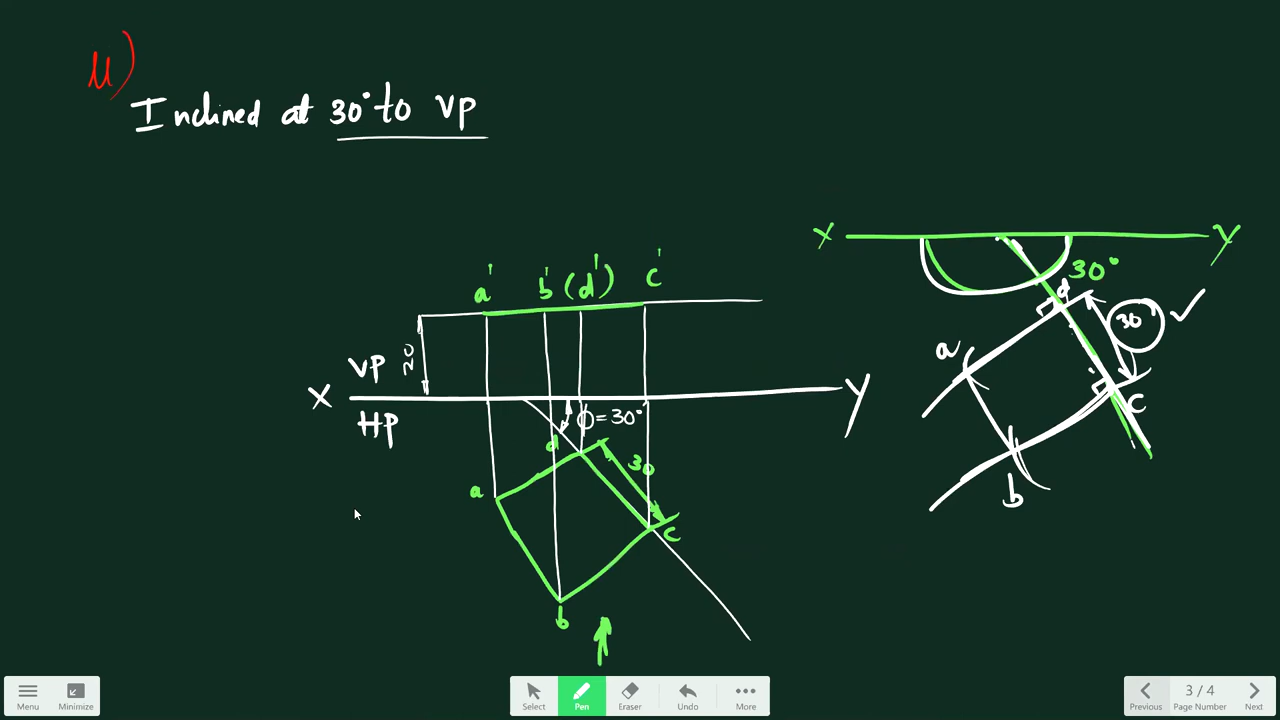 11)
Inclined at 30° to VP
X
Y
30°
d
30
a
c
b
a' b' (d') c'
20
VP
X
Y
HP
ϕ=30°
d
30
a
c
b
Menu
Minimize
Select
Pen
Eraser
Undo
More
Previous
3 / 4
Page Number
Next